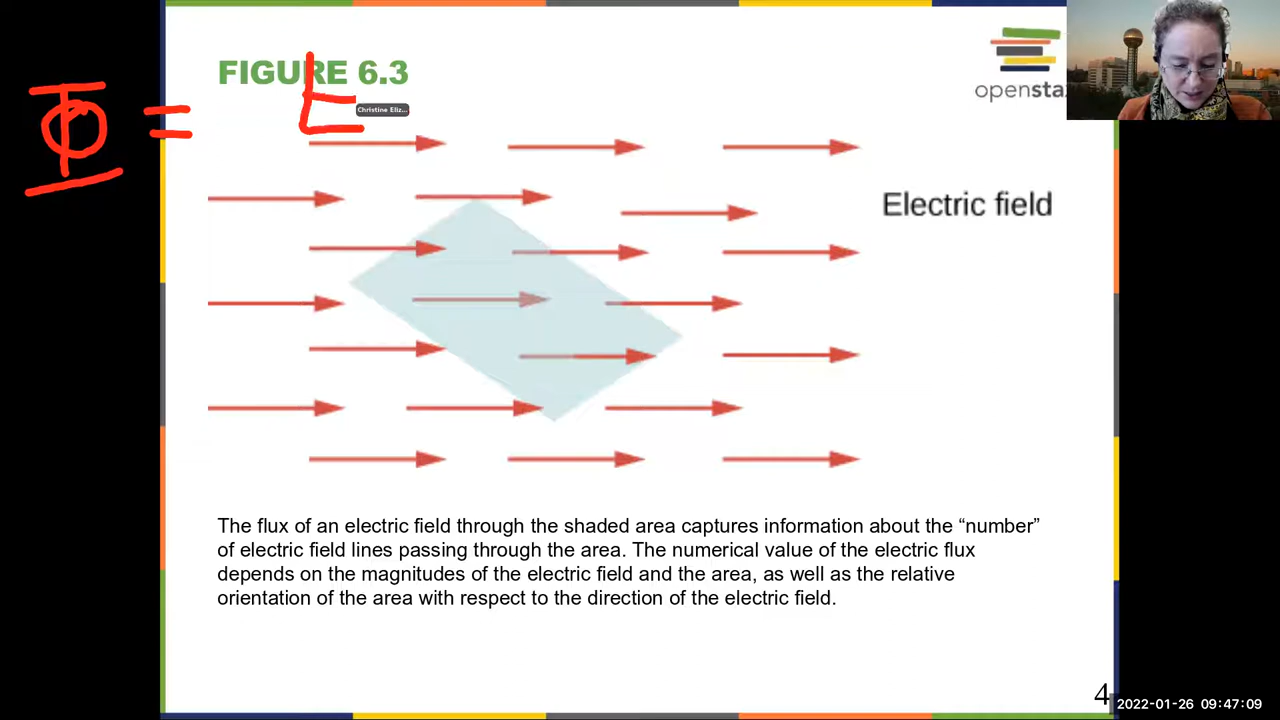 FIGURE 6.3
openstax
Φ = E
Christine Eliz...
Electric field
The flux of an electric field through the shaded area captures information about the “number”
of electric field lines passing through the area. The numerical value of the electric flux
depends on the magnitudes of the electric field and the area, as well as the relative
orientation of the area with respect to the direction of the electric field.
4
2022-01-26 09:47:09